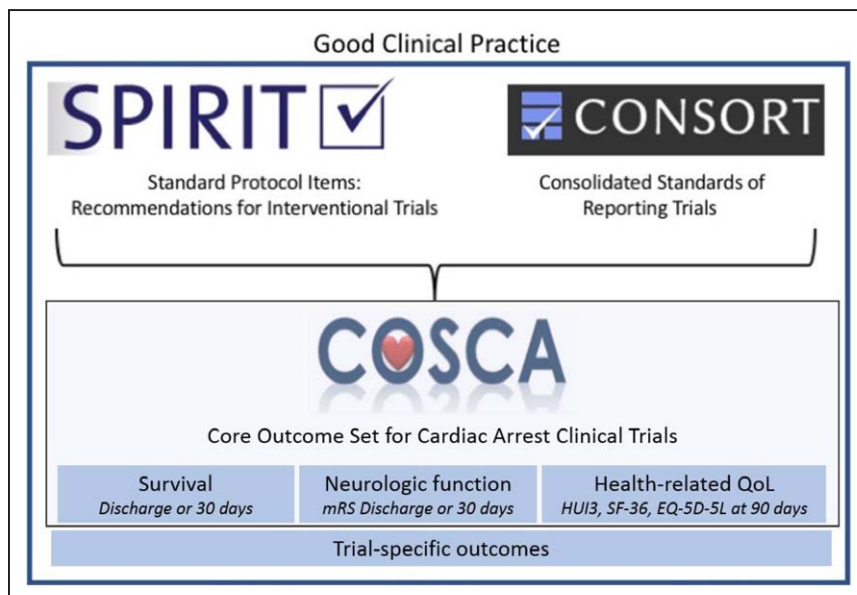 Good Clinical Practice
SPIRIT
CONSORT
Standard Protocol Items:
Recommendations for Interventional Trials
Consolidated Standards of
Reporting Trials
COSCA
Core Outcome Set for Cardiac Arrest Clinical Trials
Survival
Discharge or 30 days
Neurologic function
mRS Discharge or 30 days
Health-related QoL
HUI3, SF-36, EQ-5D-5L at 90 days
Trial-specific outcomes